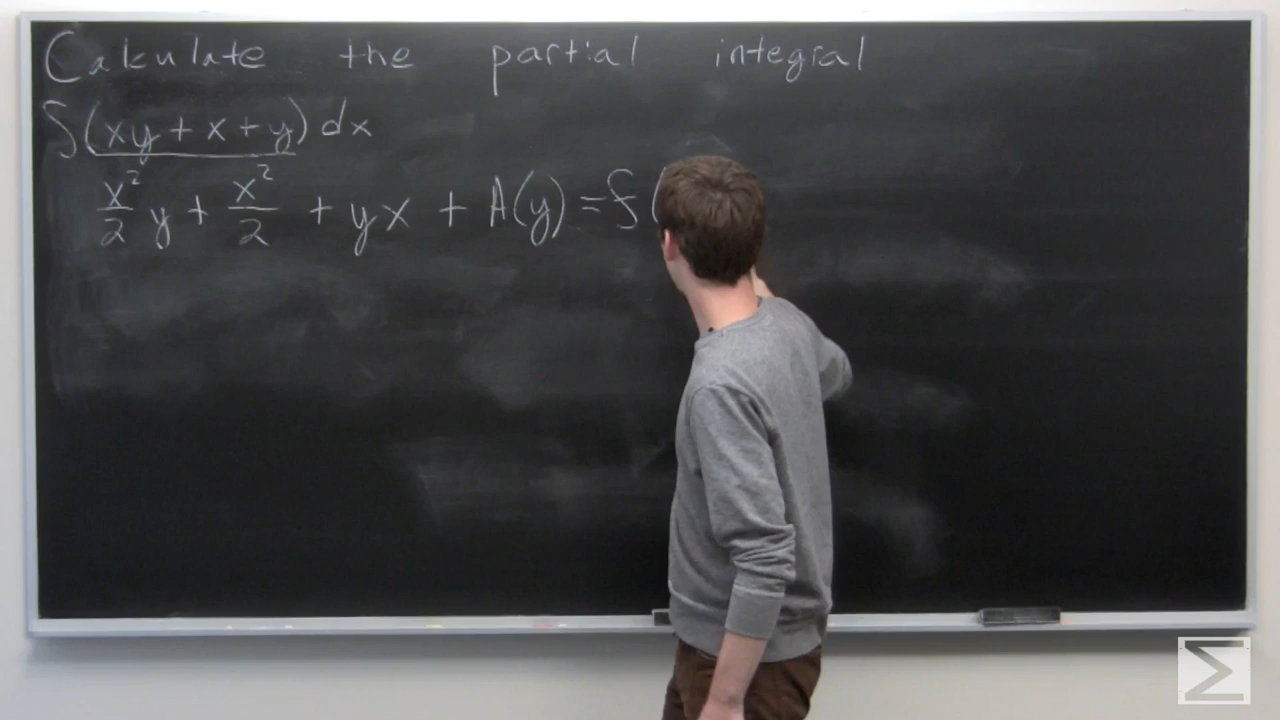 Calculate the partial integral
∫(xy + x + y) dx
x²/2 y + x²/2 + yx + A(y) = f(
Σ